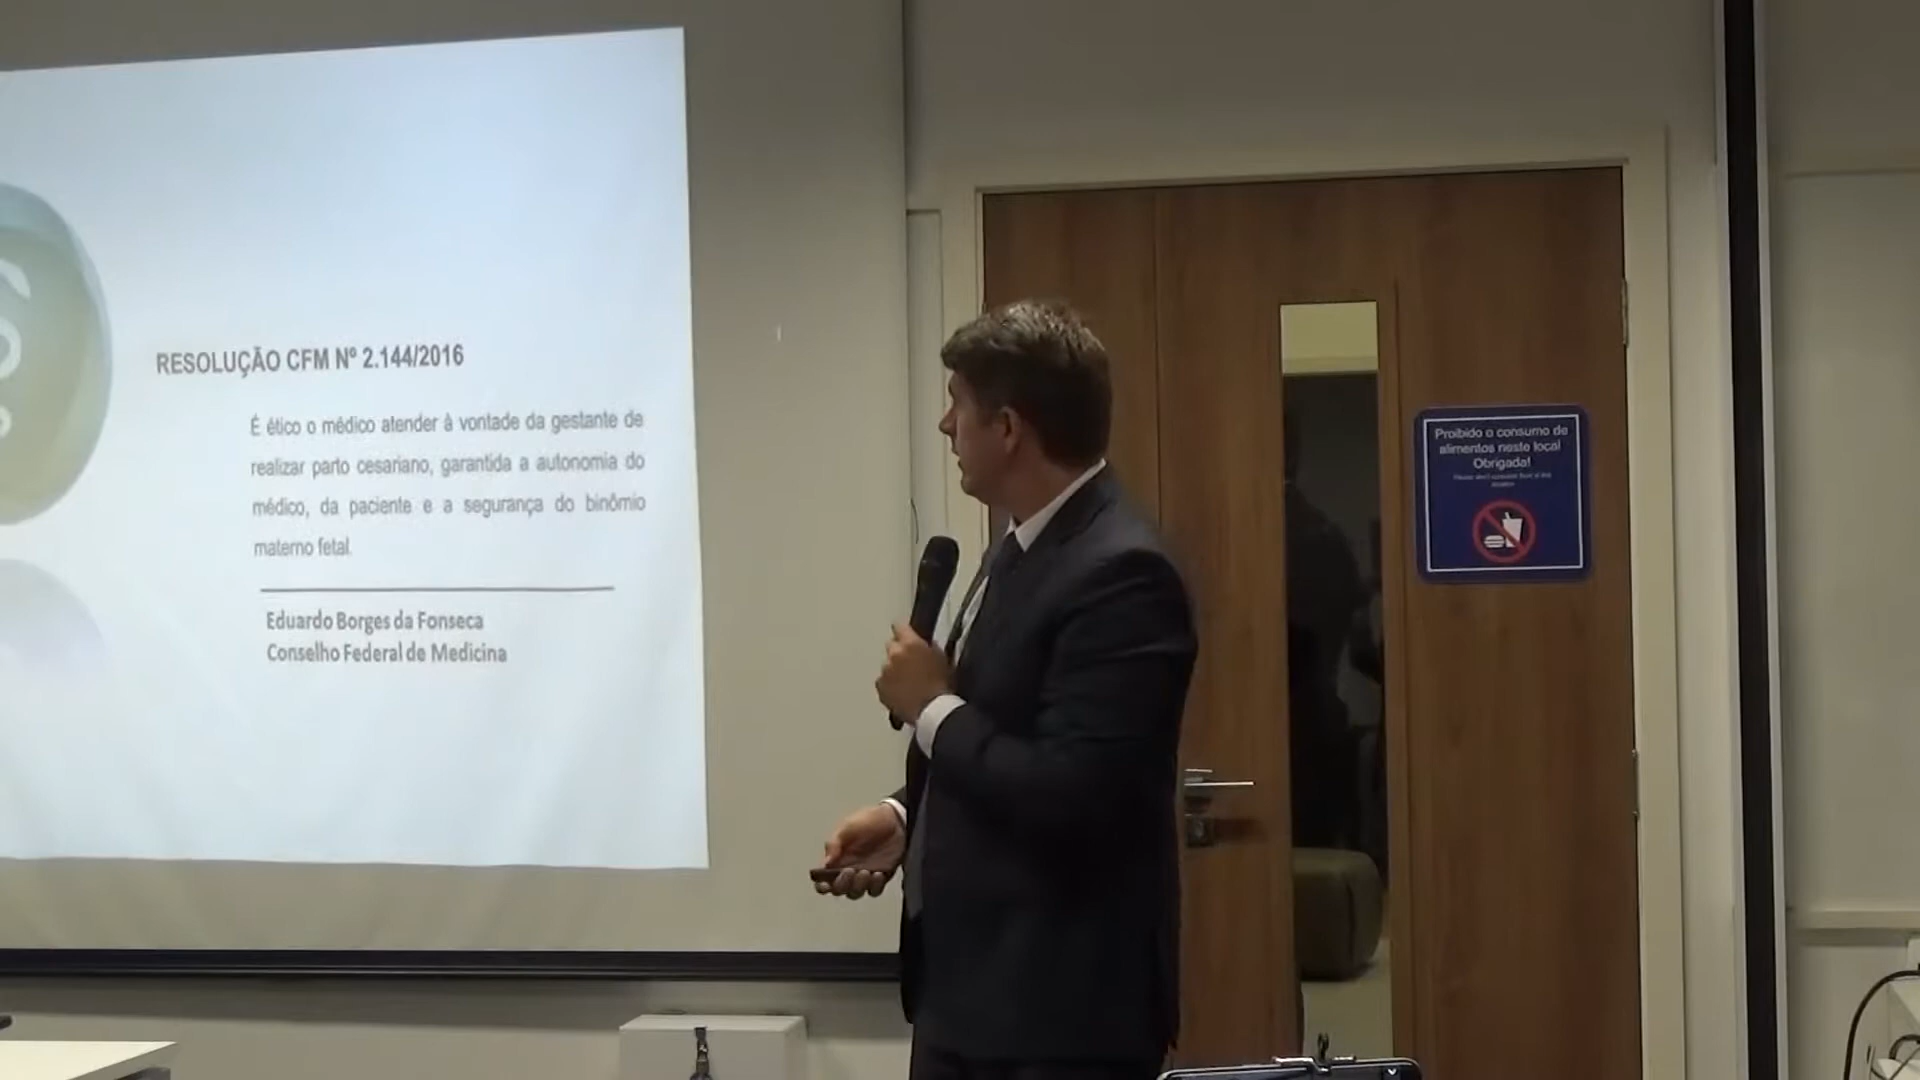 RESOLUÇÃO CFM Nº 2.144/2016
É ético o médico atender à vontade da gestante de
realizar parto cesariano, garantida a autonomia do
médico, da paciente e a segurança do binômio
materno fetal.
Eduardo Borges da Fonseca
Conselho Federal de Medicina
Proibido o consumo de
alimentos neste local
Obrigada!